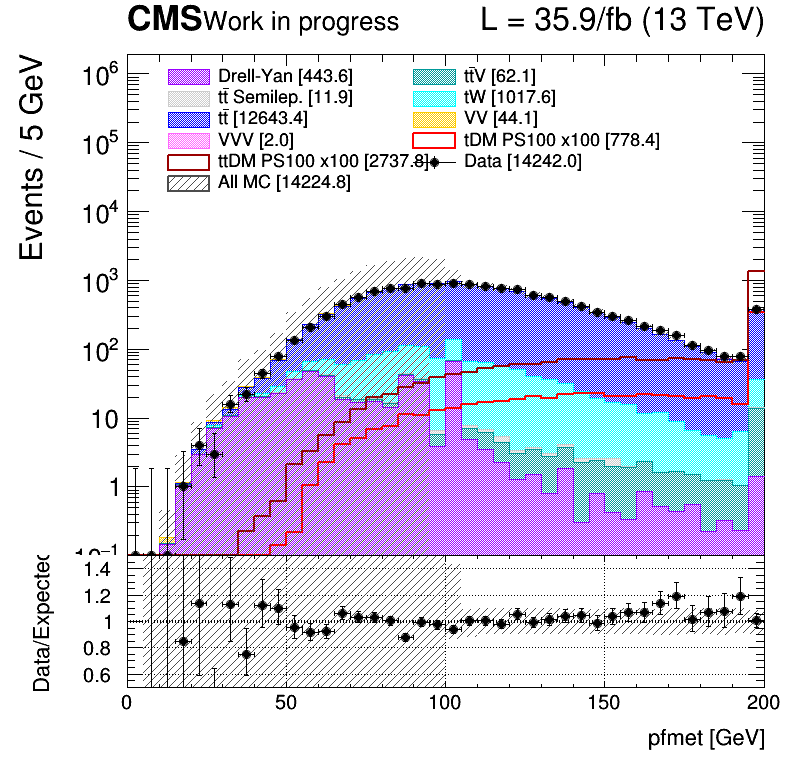 CMS Work in progress L = 35.9/fb (13 TeV)
Events / 5 GeV
10⁶
10⁵
10⁴
10³
10²
10
1
10⁻¹
Drell-Yan [443.6]
tt̄V [62.1]
tt̄ Semilep. [11.9]
tW [1017.6]
tt̄ [12643.4]
VV [44.1]
VVV [2.0]
tDM PS100 x100 [778.4]
ttDM PS100 x100 [2737.8]
Data [14242.0]
All MC [14224.8]
Data/Expected
1.4
1.2
1
0.8
0.6
0 50 100 150 200
pfmet [GeV]